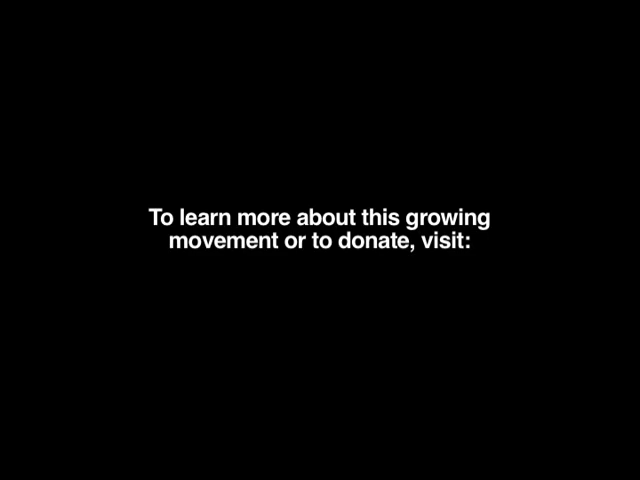 To learn more about this growing
movement or to donate, visit: